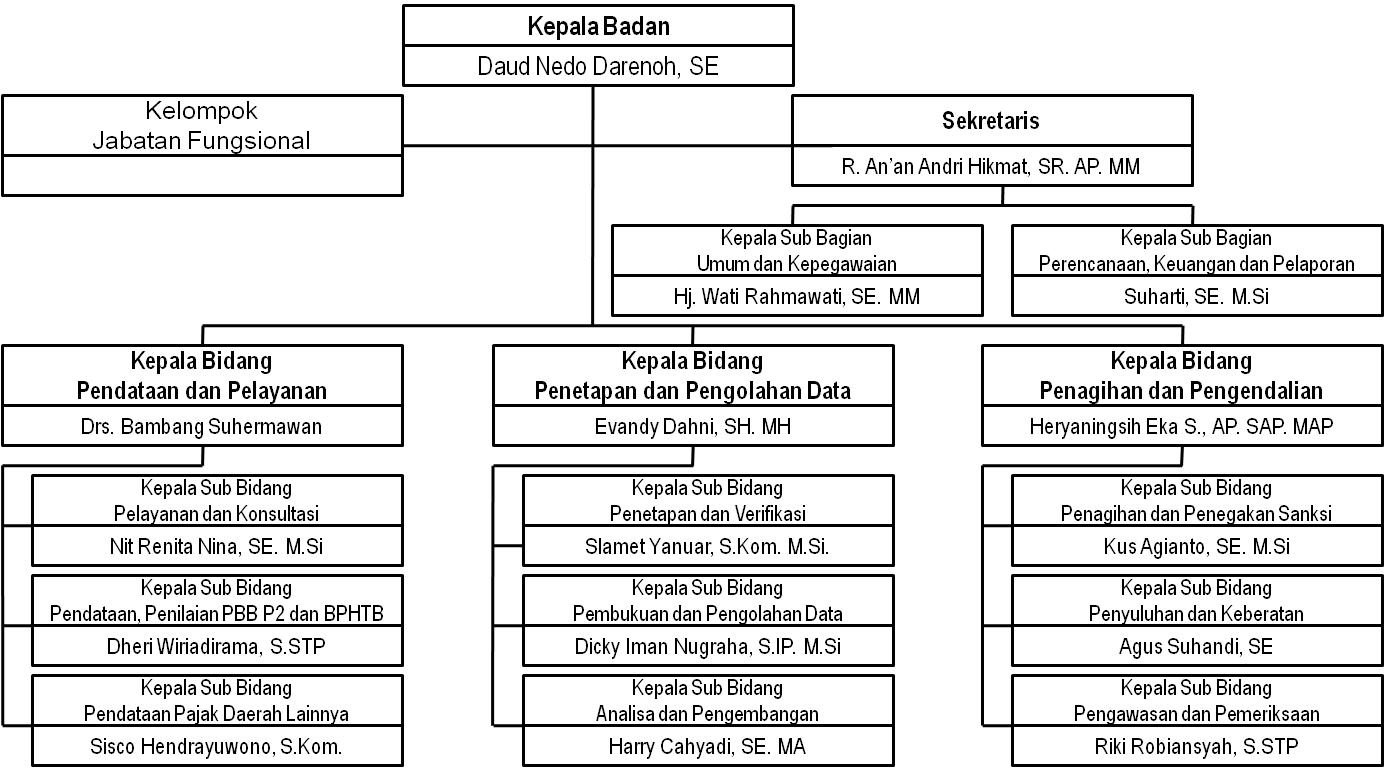 Kepala Badan
Daud Nedo Darenoh, SE
Kelompok
Jabatan Fungsional
Sekretaris
R. An’an Andri Hikmat, SR. AP. MM
Kepala Sub Bagian
Umum dan Kepegawaian
Hj. Wati Rahmawati, SE. MM
Kepala Sub Bagian
Perencanaan, Keuangan dan Pelaporan
Suharti, SE. M.Si
Kepala Bidang
Pendataan dan Pelayanan
Drs. Bambang Suhermawan
Kepala Bidang
Penetapan dan Pengolahan Data
Evandy Dahni, SH. MH
Kepala Bidang
Penagihan dan Pengendalian
Heryaningsih Eka S., AP. SAP. MAP
Kepala Sub Bidang
Pelayanan dan Konsultasi
Nit Renita Nina, SE. M.Si
Kepala Sub Bidang
Pendataan, Penilaian PBB P2 dan BPHTB
Dheri Wiriadirama, S.STP
Kepala Sub Bidang
Pendataan Pajak Daerah Lainnya
Sisco Hendrayuwono, S.Kom.
Kepala Sub Bidang
Penetapan dan Verifikasi
Slamet Yanuar, S.Kom. M.Si.
Kepala Sub Bidang
Pembukuan dan Pengolahan Data
Dicky Iman Nugraha, S.IP. M.Si
Kepala Sub Bidang
Analisa dan Pengembangan
Harry Cahyadi, SE. MA
Kepala Sub Bidang
Penagihan dan Penegakan Sanksi
Kus Agianto, SE. M.Si
Kepala Sub Bidang
Penyuluhan dan Keberatan
Agus Suhandi, SE
Kepala Sub Bidang
Pengawasan dan Pemeriksaan
Riki Robiansyah, S.STP